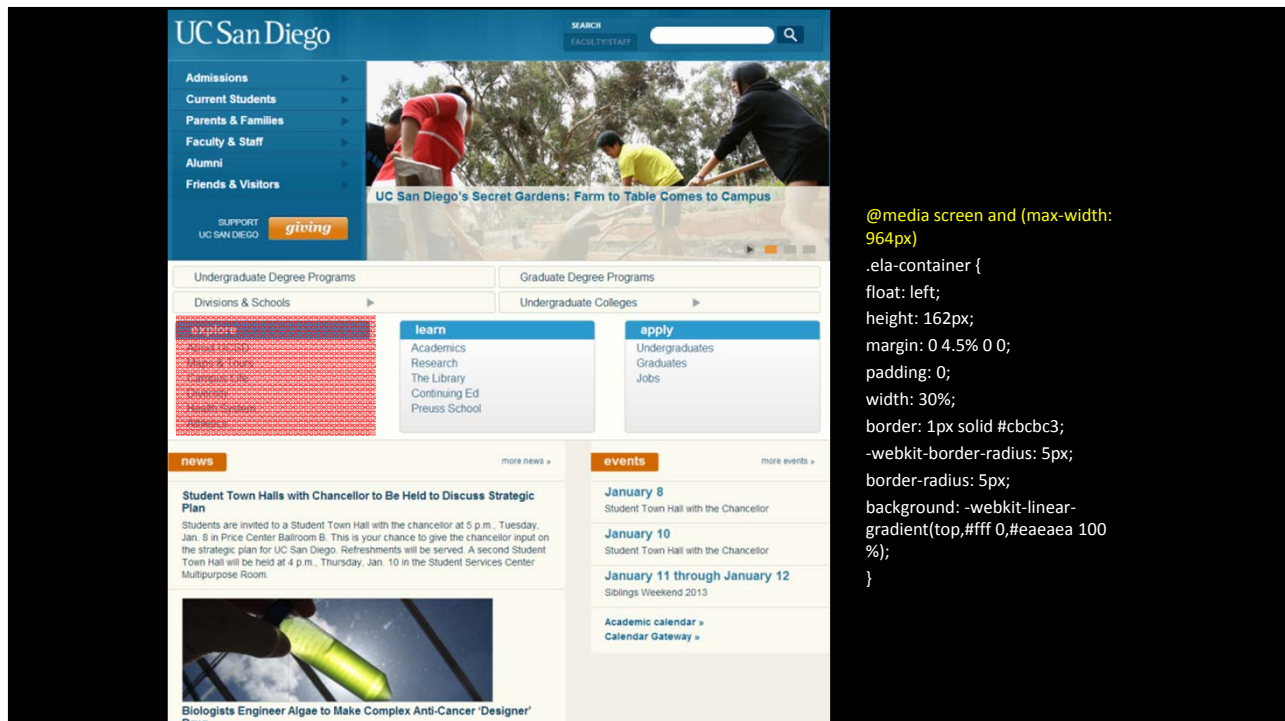 UC San Diego
SEARCH
FACULTY/STAFF
Admissions
Current Students
Parents & Families
Faculty & Staff
Alumni
Friends & Visitors
SUPPORT
UC SAN DIEGO
giving
UC San Diego's Secret Gardens: Farm to Table Comes to Campus
Undergraduate Degree Programs
Graduate Degree Programs
Divisions & Schools
Undergraduate Colleges
explore
About UCSD
Maps & Tours
Campus Life
Diversity
Health System
Athletics
learn
Academics
Research
The Library
Continuing Ed
Preuss School
apply
Undergraduates
Graduates
Jobs
news
more news »
Student Town Halls with Chancellor to Be Held to Discuss Strategic
Plan
Students are invited to a Student Town Hall with the chancellor at 5 p.m., Tuesday,
Jan. 8 in Price Center Ballroom B. This is your chance to give the chancellor input on
the strategic plan for UC San Diego. Refreshments will be served. A second Student
Town Hall will be held at 4 p.m., Thursday, Jan. 10 in the Student Services Center
Multipurpose Room.
Biologists Engineer Algae to Make Complex Anti-Cancer 'Designer'
events
more events »
January 8
Student Town Hall with the Chancellor
January 10
Student Town Hall with the Chancellor
January 11 through January 12
Siblings Weekend 2013
Academic calendar »
Calendar Gateway »
@media screen and (max-width:
964px)
.ela-container {
float: left;
height: 162px;
margin: 0 4.5% 0 0;
padding: 0;
width: 30%;
border: 1px solid #cbcbc3;
-webkit-border-radius: 5px;
border-radius: 5px;
background: -webkit-linear-
gradient(top,#fff 0,#eaeaea 100
%);
}